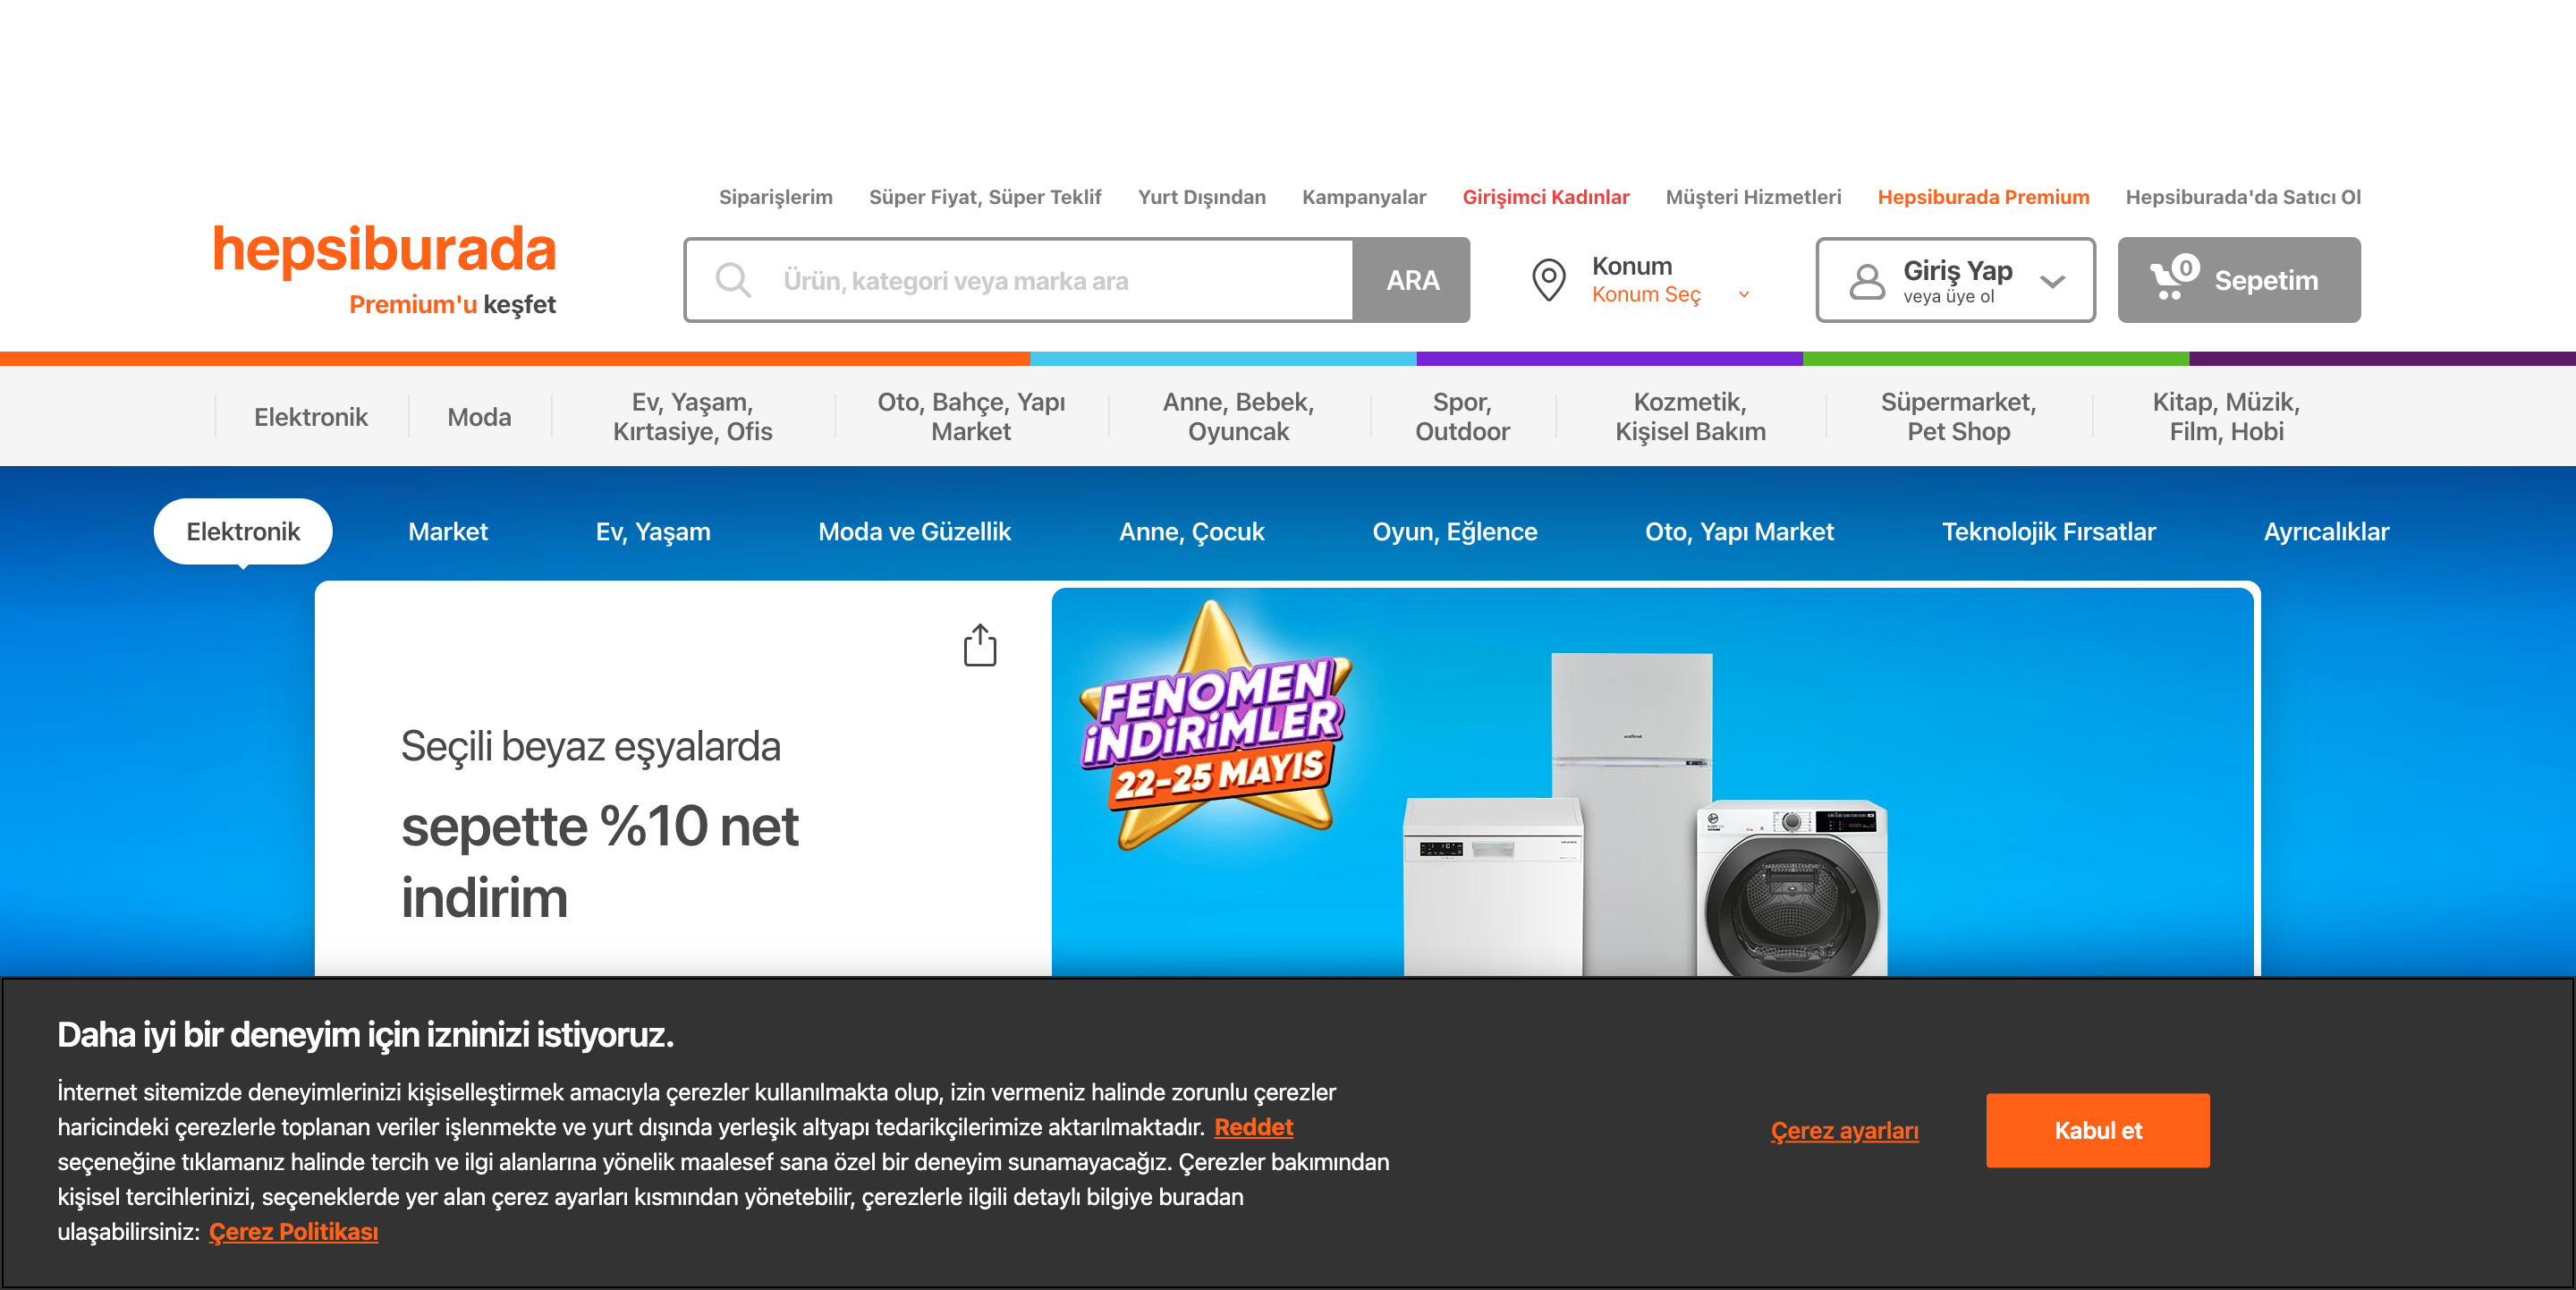 Siparişlerim Süper Fiyat, Süper Teklif Yurt Dışından Kampanyalar Girişimci Kadınlar Müşteri Hizmetleri Hepsiburada Premium Hepsiburada'da Satıcı Ol
hepsiburada
Premium'u keşfet
Ürün, kategori veya marka ara
ARA
Konum
Konum Seç
Giriş Yap
veya üye ol
0
Sepetim
Elektronik
Moda
Ev, Yaşam,
Kırtasiye, Ofis
Oto, Bahçe, Yapı
Market
Anne, Bebek,
Oyuncak
Spor,
Outdoor
Kozmetik,
Kişisel Bakım
Süpermarket,
Pet Shop
Kitap, Müzik,
Film, Hobi
Elektronik Market Ev, Yaşam Moda ve Güzellik Anne, Çocuk Oyun, Eğlence Oto, Yapı Market Teknolojik Fırsatlar Ayrıcalıklar
Seçili beyaz eşyalarda
sepette %10 net
indirim
FENOMEN
İNDİRİMLER
22-25 MAYIS
Daha iyi bir deneyim için izninizi istiyoruz.
İnternet sitemizde deneyimlerinizi kişiselleştirmek amacıyla çerezler kullanılmakta olup, izin vermeniz halinde zorunlu çerezler
haricindeki çerezlerle toplanan veriler işlenmekte ve yurt dışında yerleşik altyapı tedarikçilerimize aktarılmaktadır. Reddet
seçeneğine tıklamanız halinde tercih ve ilgi alanlarına yönelik maalesef sana özel bir deneyim sunamayacağız. Çerezler bakımından
kişisel tercihlerinizi, seçeneklerde yer alan çerez ayarları kısmından yönetebilir, çerezlerle ilgili detaylı bilgiye buradan
ulaşabilirsiniz: Çerez Politikası
Çerez ayarları
Kabul et